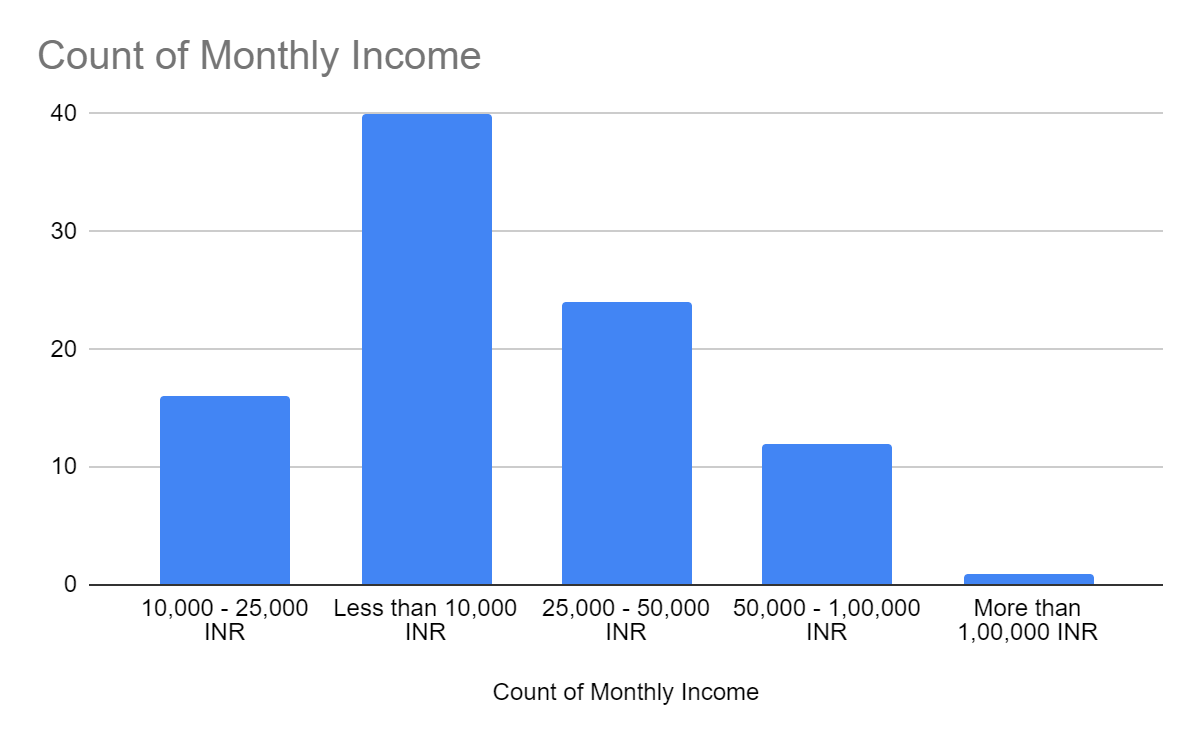 Count of Monthly Income
40
30
20
10
0
10,000 - 25,000
INR
Less than 10,000
INR
25,000 - 50,000
INR
50,000 - 1,00,000
INR
More than
1,00,000 INR
Count of Monthly Income